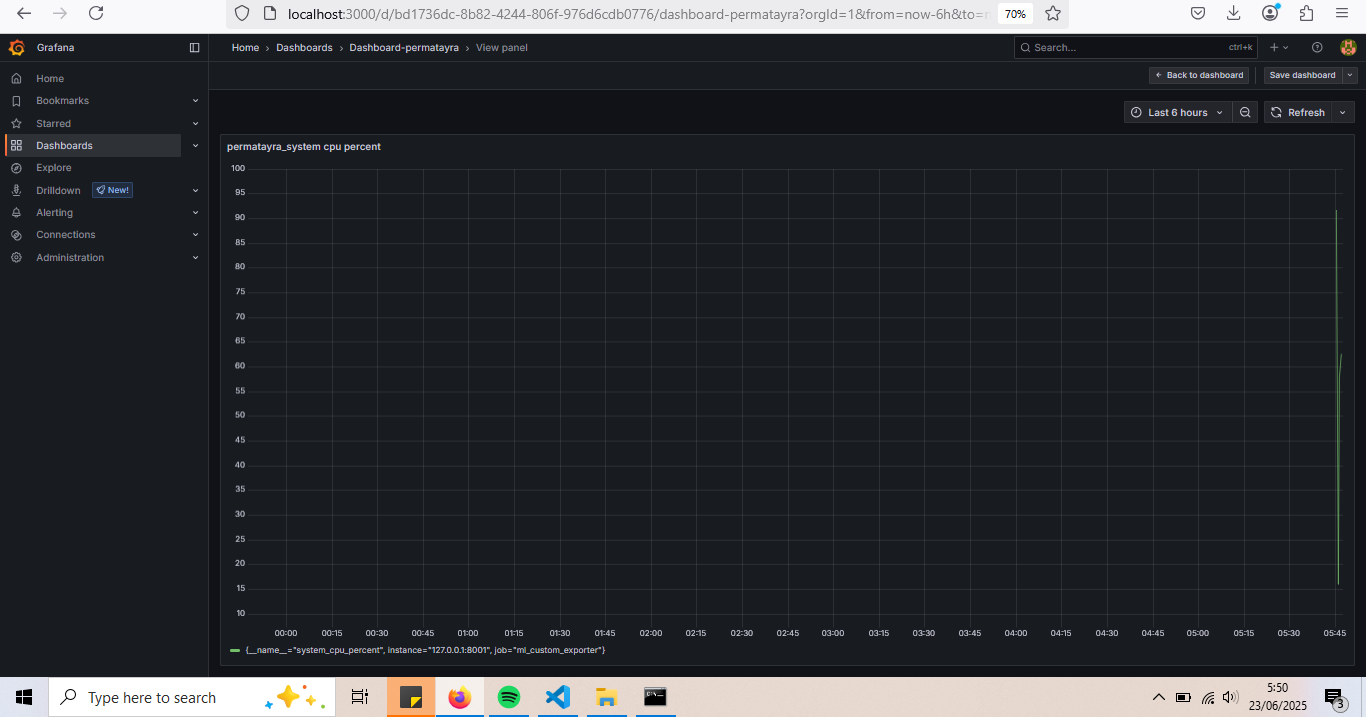 localhost:3000/d/bd1736dc-8b82-4244-806f-976d6cdb0776/dashboard-permatayra?orgId=1&from=now-6h&to=n
70%
Grafana
Home › Dashboards › Dashboard-permatayra › View panel
Search...
ctrl+k
Back to dashboard
Save dashboard
Home
Bookmarks
Starred
Dashboards
Explore
Drilldown New!
Alerting
Connections
Administration
Last 6 hours
Refresh
permatayra_system cpu percent
100
95
90
85
80
75
70
65
60
55
50
45
40
35
30
25
20
15
10
00:00 00:15 00:30 00:45 01:00 01:15 01:30 01:45 02:00 02:15 02:30 02:45 03:00 03:15 03:30 03:45 04:00 04:15 04:30 04:45 05:00 05:15 05:30 05:45
{__name__="system_cpu_percent", instance="127.0.0.1:8001", job="ml_custom_exporter"}
Type here to search
5:50
23/06/2025
3